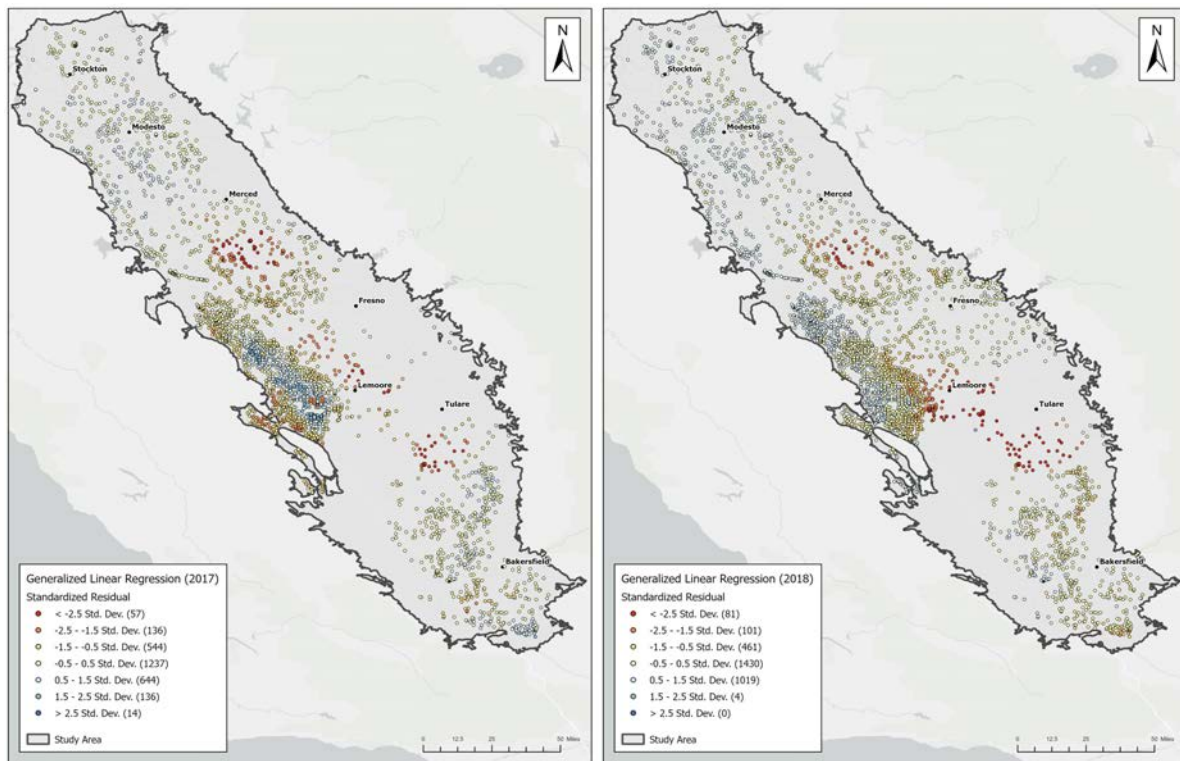 N
Stockton
Modesto
Merced
Fresno
Lemoore
Tulare
Bakersfield
Generalized Linear Regression (2017)
Standardized Residual
< -2.5 Std. Dev. (57)
-2.5 - -1.5 Std. Dev. (136)
-1.5 - -0.5 Std. Dev. (544)
-0.5 - 0.5 Std. Dev. (1237)
0.5 - 1.5 Std. Dev. (644)
1.5 - 2.5 Std. Dev. (136)
> 2.5 Std. Dev. (14)
Study Area
0 12.5 25 50 Miles
N
Stockton
Modesto
Merced
Fresno
Lemoore
Tulare
Bakersfield
Generalized Linear Regression (2018)
Standardized Residual
< -2.5 Std. Dev. (81)
-2.5 - -1.5 Std. Dev. (101)
-1.5 - -0.5 Std. Dev. (461)
-0.5 - 0.5 Std. Dev. (1430)
0.5 - 1.5 Std. Dev. (1019)
1.5 - 2.5 Std. Dev. (4)
> 2.5 Std. Dev. (0)
Study Area
0 12.5 25 50 Miles